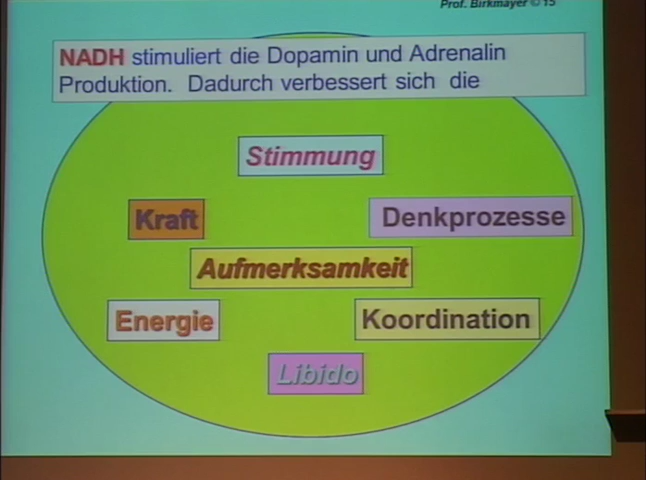 Prof. Birkmayer © 15
NADH stimuliert die Dopamin und Adrenalin
Produktion. Dadurch verbessert sich die
Stimmung
Kraft
Denkprozesse
Aufmerksamkeit
Energie
Koordination
Libido